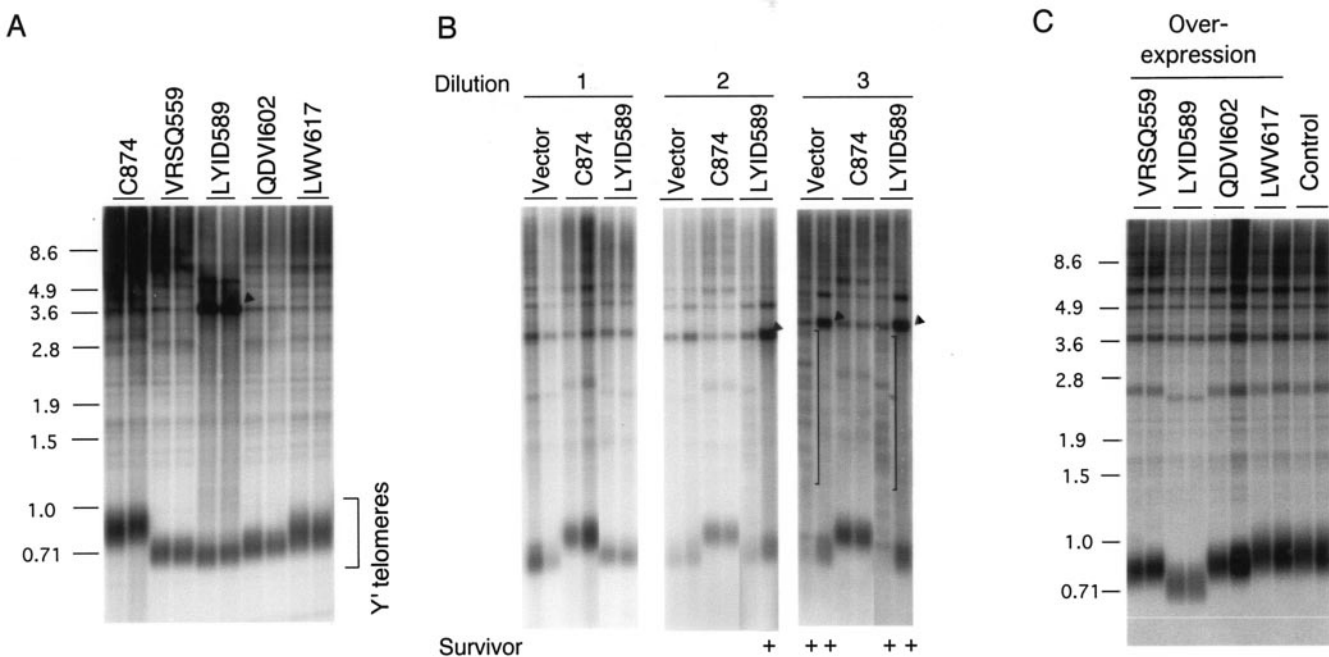 A
C874
VRSQ559
LYID589
QDVI602
LWV617
8.6
4.9
3.6
2.8
1.9
1.5
1.0
0.71
Y' telomeres
B
Dilution 1 2 3
Vector C874 LYID589 Vector C874 LYID589 Vector C874 LYID589
Survivor + + + + +
C
Over-
expression
VRSQ559
LYID589
QDVI602
LWV617
Control
8.6
4.9
3.6
2.8
1.9
1.5
1.0
0.71